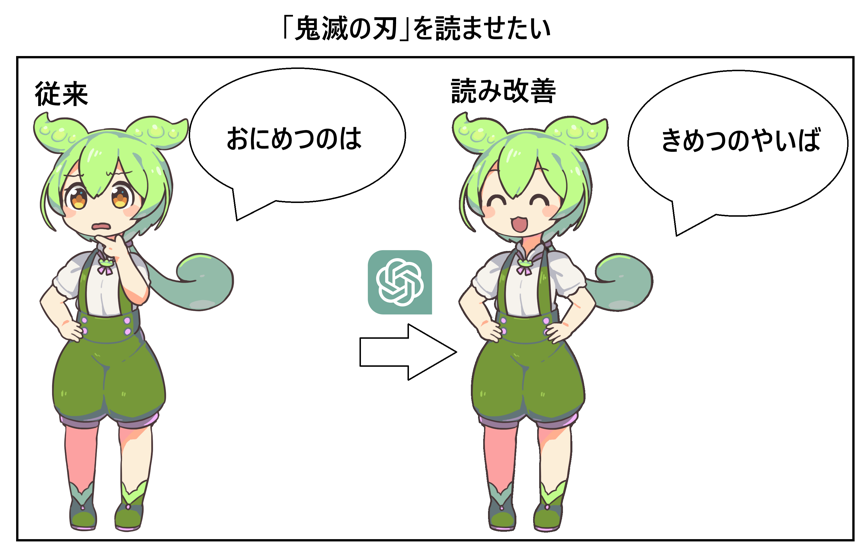 「鬼滅の刃」を読ませたい
従来
おにめつのは
読み改善
きめつのやいば